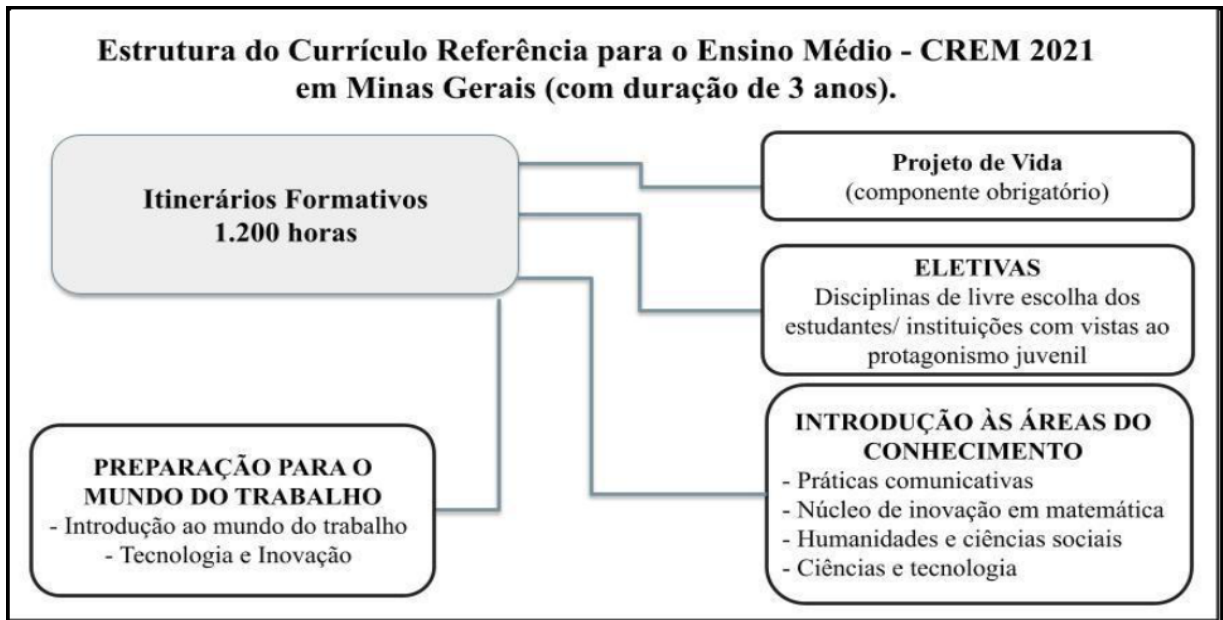 Estrutura do Currículo Referência para o Ensino Médio - CREM 2021
em Minas Gerais (com duração de 3 anos).
Itinerários Formativos
1.200 horas
Projeto de Vida
(componente obrigatório)
ELETIVAS
Disciplinas de livre escolha dos
estudantes/ instituições com vistas ao
protagonismo juvenil
PREPARAÇÃO PARA O
MUNDO DO TRABALHO
- Introdução ao mundo do trabalho
- Tecnologia e Inovação
INTRODUÇÃO ÀS ÁREAS DO
CONHECIMENTO
- Práticas comunicativas
- Núcleo de inovação em matemática
- Humanidades e ciências sociais
- Ciências e tecnologia